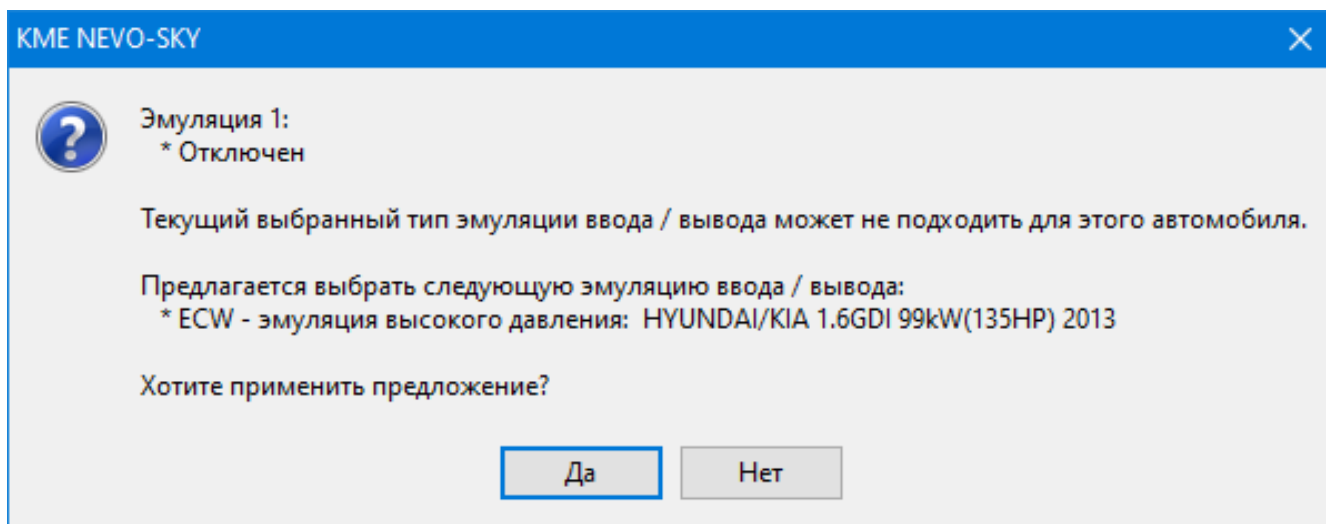 KME NEVO-SKY
Эмуляция 1:
* Отключен
Текущий выбранный тип эмуляции ввода / вывода может не подходить для этого автомобиля.
Предлагается выбрать следующую эмуляцию ввода / вывода:
* ECW - эмуляция высокого давления:  HYUNDAI/KIA 1.6GDI 99kW(135HP) 2013
Хотите применить предложение?
Да
Нет